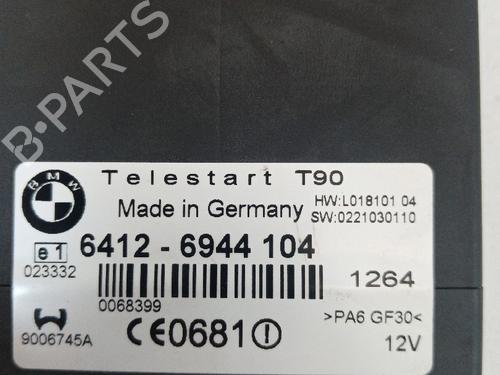 B-PARTS
BMW
Telestart T90
Made in Germany
HW:L018101 04
SW:0221030110
e1
6412 - 6944 104
023332
1264
0068399
9006745A
CE0681
>PA6 GF30<
12V